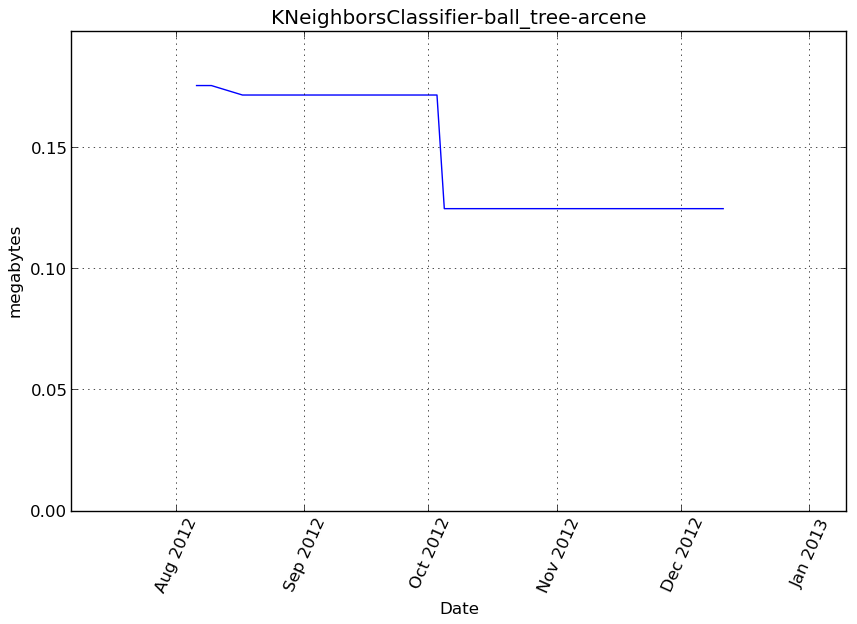 KNeighborsClassifier-ball_tree-arcene
megabytes
0.15
0.10
0.05
0.00
Aug 2012
Sep 2012
Oct 2012
Nov 2012
Dec 2012
Jan 2013
Date